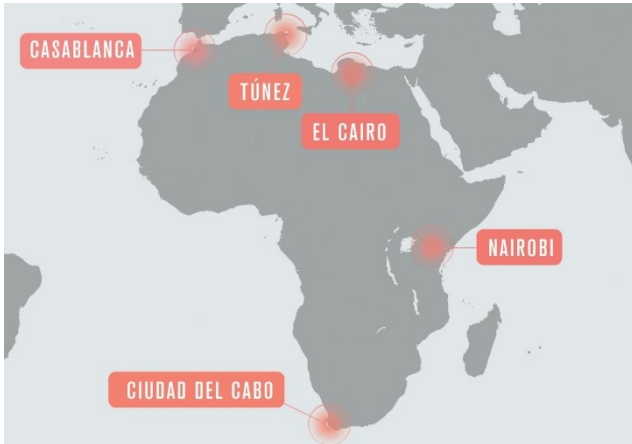 CASABLANCA
TÚNEZ
EL CAIRO
NAIROBI
CIUDAD DEL CABO